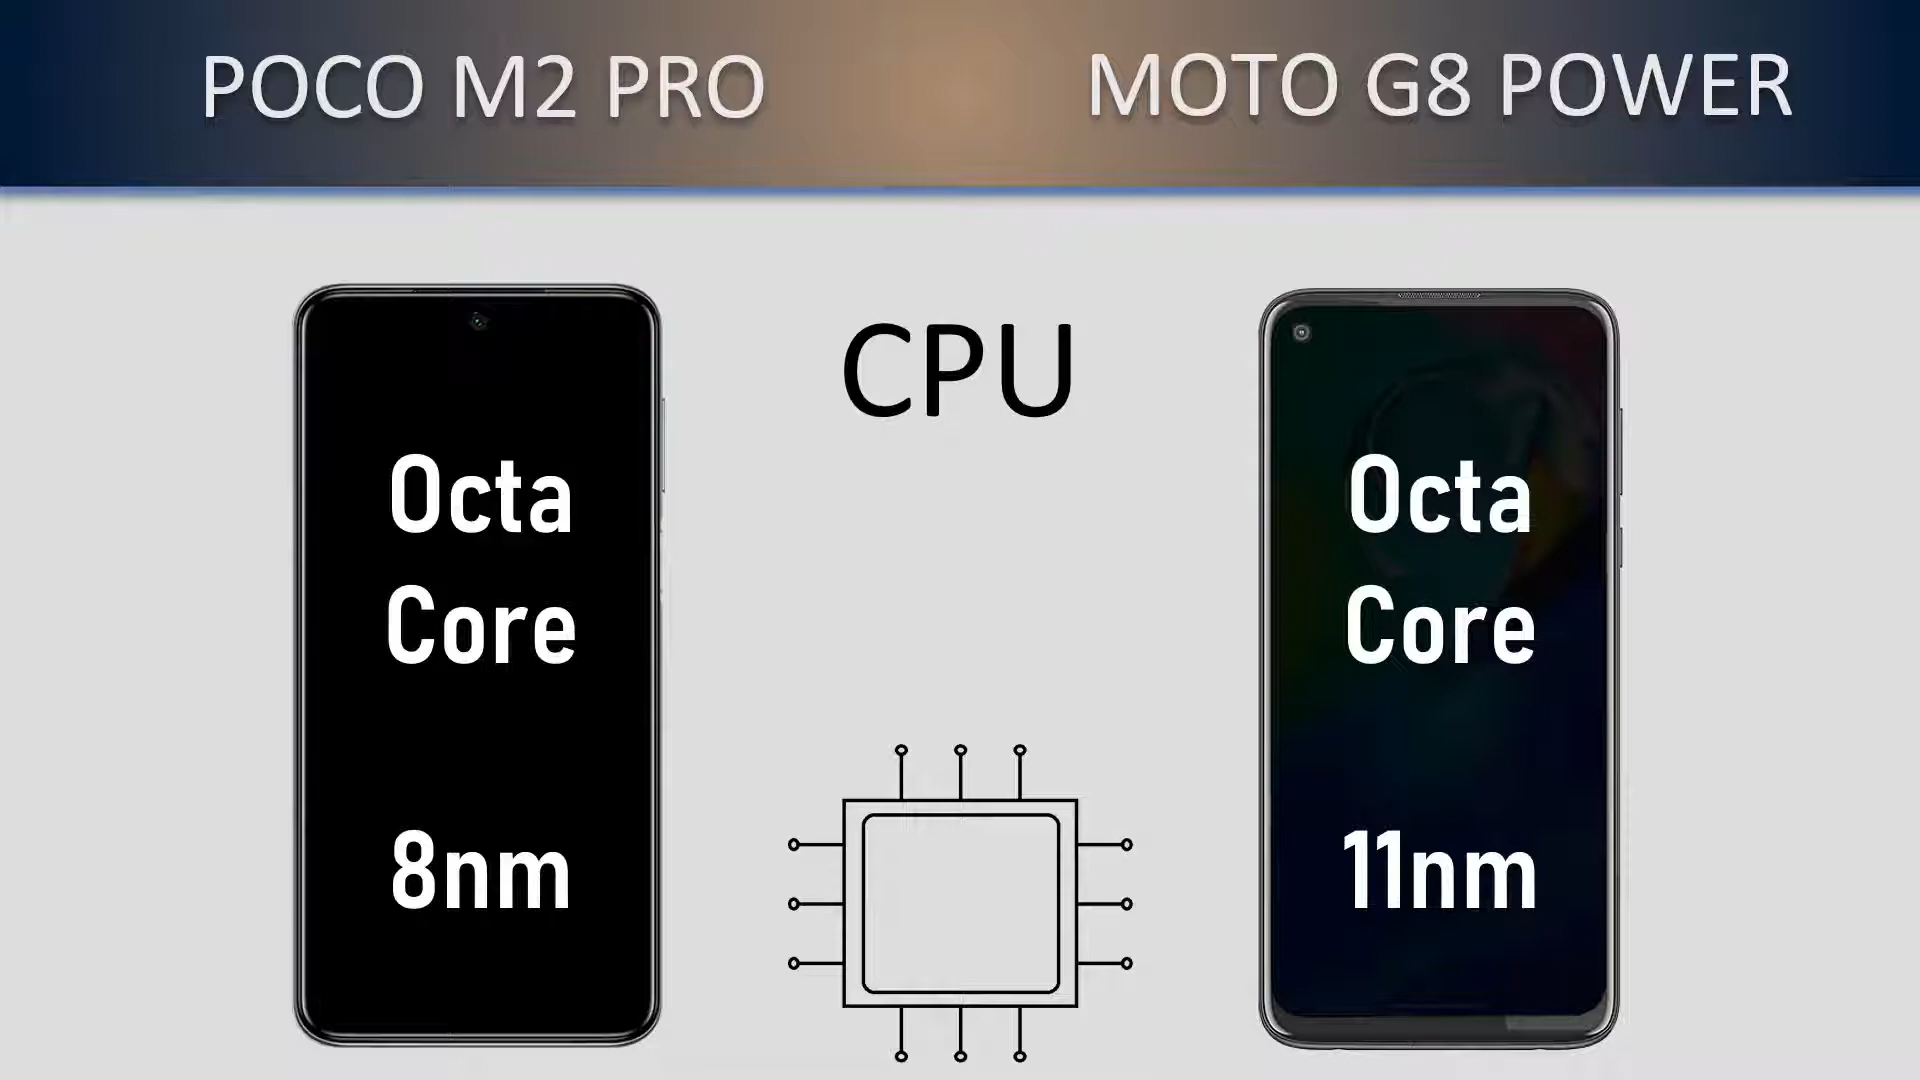 POCO M2 PRO
MOTO G8 POWER
CPU
Octa
Core
8nm
Octa
Core
11nm